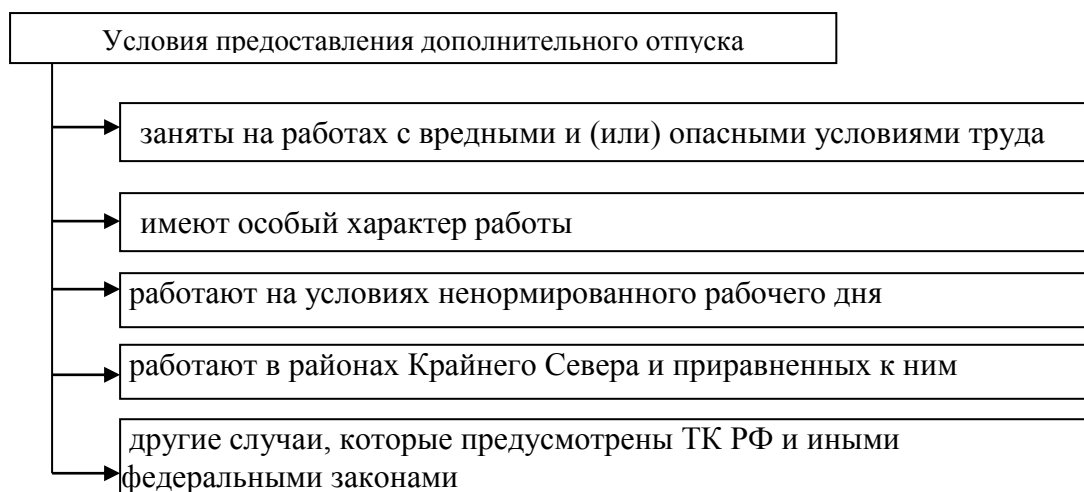 Условия предоставления дополнительного отпуска
заняты на работах с вредными и (или) опасными условиями труда
имеют особый характер работы
работают на условиях ненормированного рабочего дня
работают в районах Крайнего Севера и приравненных к ним
другие случаи, которые предусмотрены ТК РФ и иными
федеральными законами